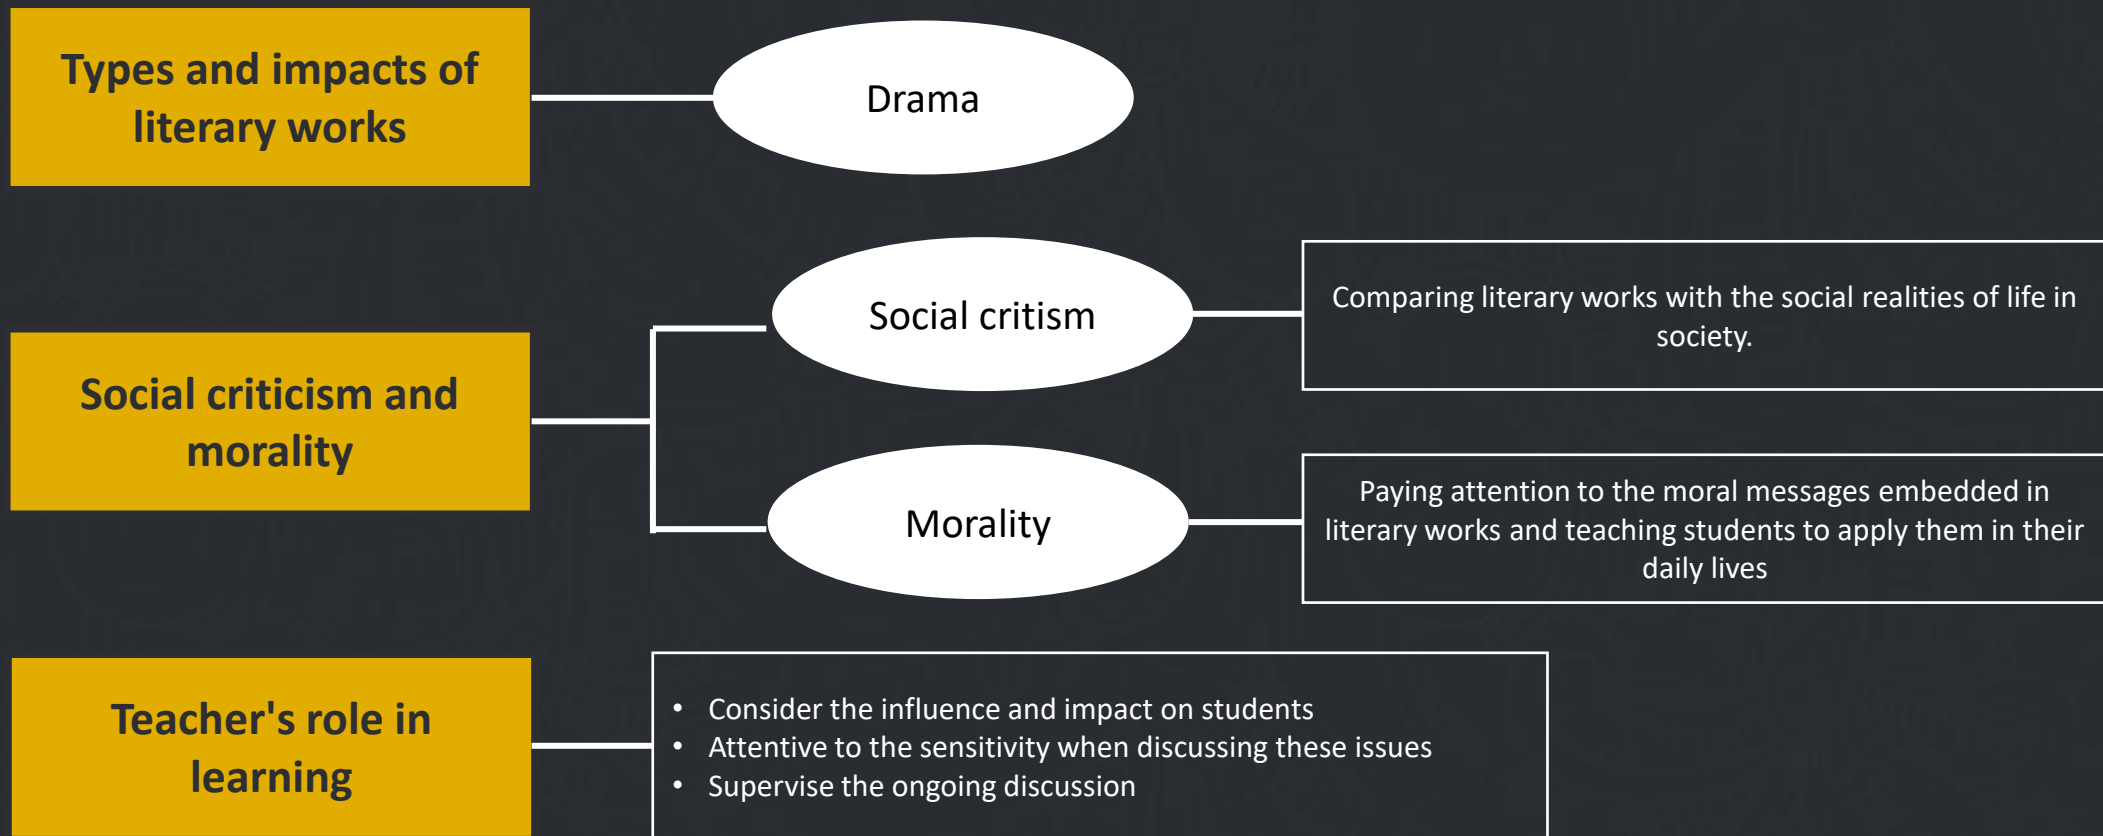 Types and impacts of
literary works
Drama
Social criticism and
morality
Social critism
Comparing literary works with the social realities of life in
society.
Morality
Paying attention to the moral messages embedded in
literary works and teaching students to apply them in their
daily lives
Teacher's role in
learning
• Consider the influence and impact on students
• Attentive to the sensitivity when discussing these issues
• Supervise the ongoing discussion